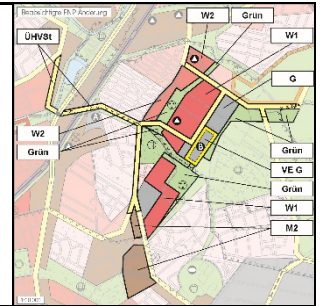 Beabsichtigte FNP Änderung
W2
Grün
ÜHVSt
W1
G
W2
Grün
B
Grün
VE G
Grün
W1
M2